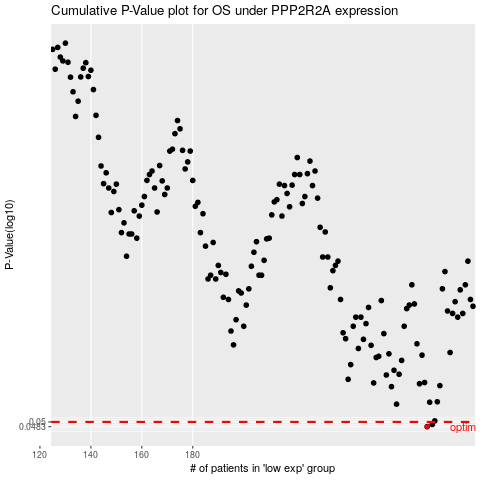 Cumulative P-Value plot for OS under PPP2R2A expression
P-Value(log10)
0.05
0.0483
optim
120 140 160 180
# of patients in 'low exp' group